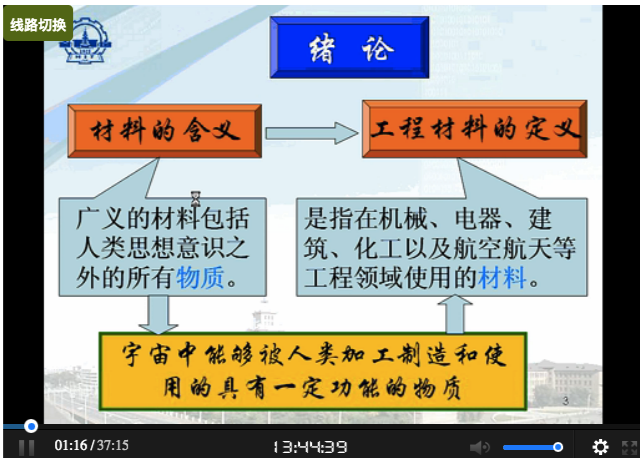 线路切换
绪 论
材料的含义
工程材料的定义
广义的材料包括
人类思想意识之
外的所有物质。
是指在机械、电器、建
筑、化工以及航空航天等
工程领域使用的材料。
宇宙中能够被人类加工制造和使
用的具有一定功能的物质
3
01:16 / 37:15
13:44:39